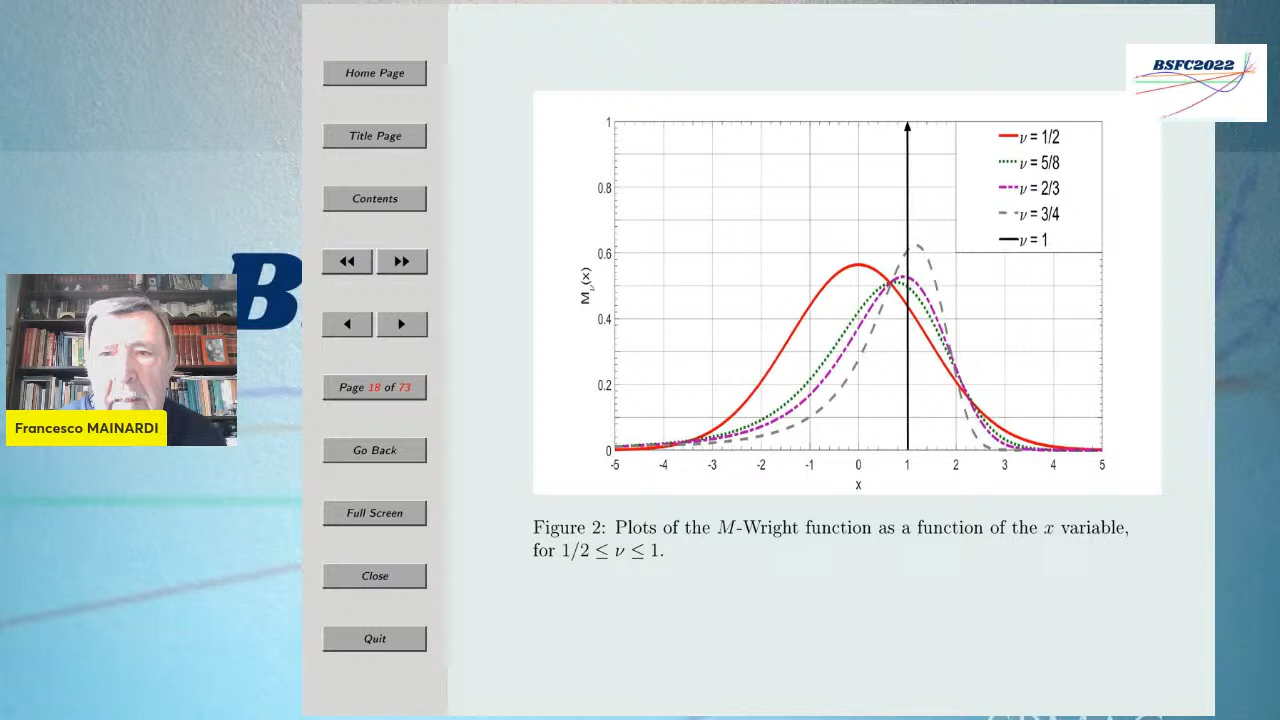 BSFC2022
Home Page
Title Page
Contents
Page 18 of 73
Go Back
Full Screen
Close
Quit
B
Francesco MAINARDI
ν = 1/2
ν = 5/8
ν = 2/3
ν = 3/4
ν = 1
1
0.8
0.6
0.4
0.2
0
Mν(x)
-5 -4 -3 -2 -1 0 1 2 3 4 5
x
Figure 2: Plots of the M-Wright function as a function of the x variable,
for 1/2 ≤ ν ≤ 1.